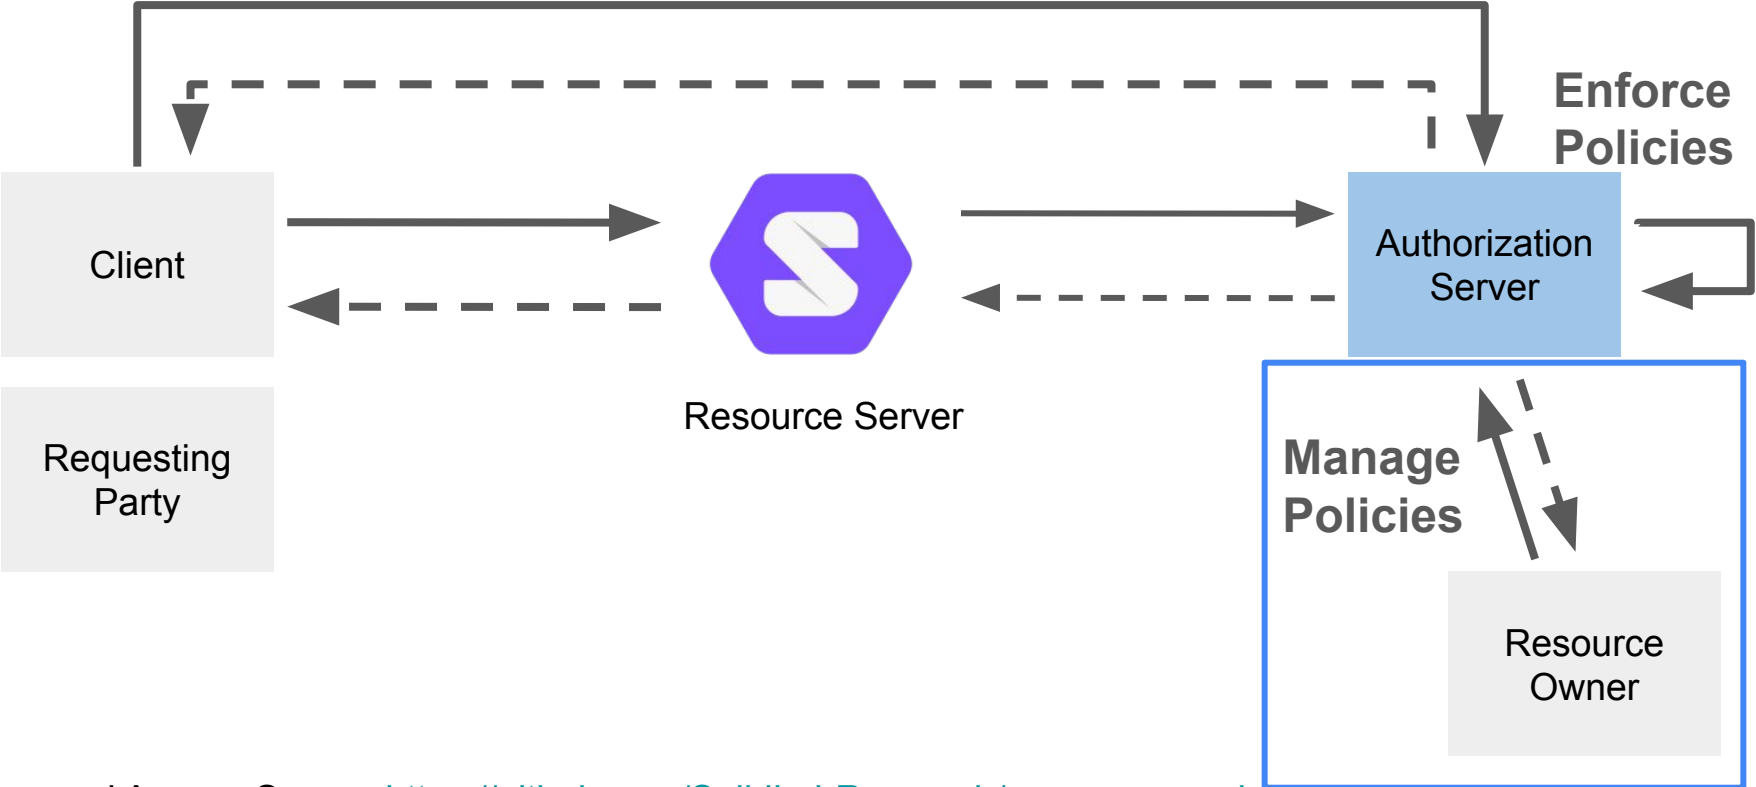 Enforce
Policies
Client
Authorization
Server
Resource Server
Requesting
Party
Manage
Policies
Resource
Owner